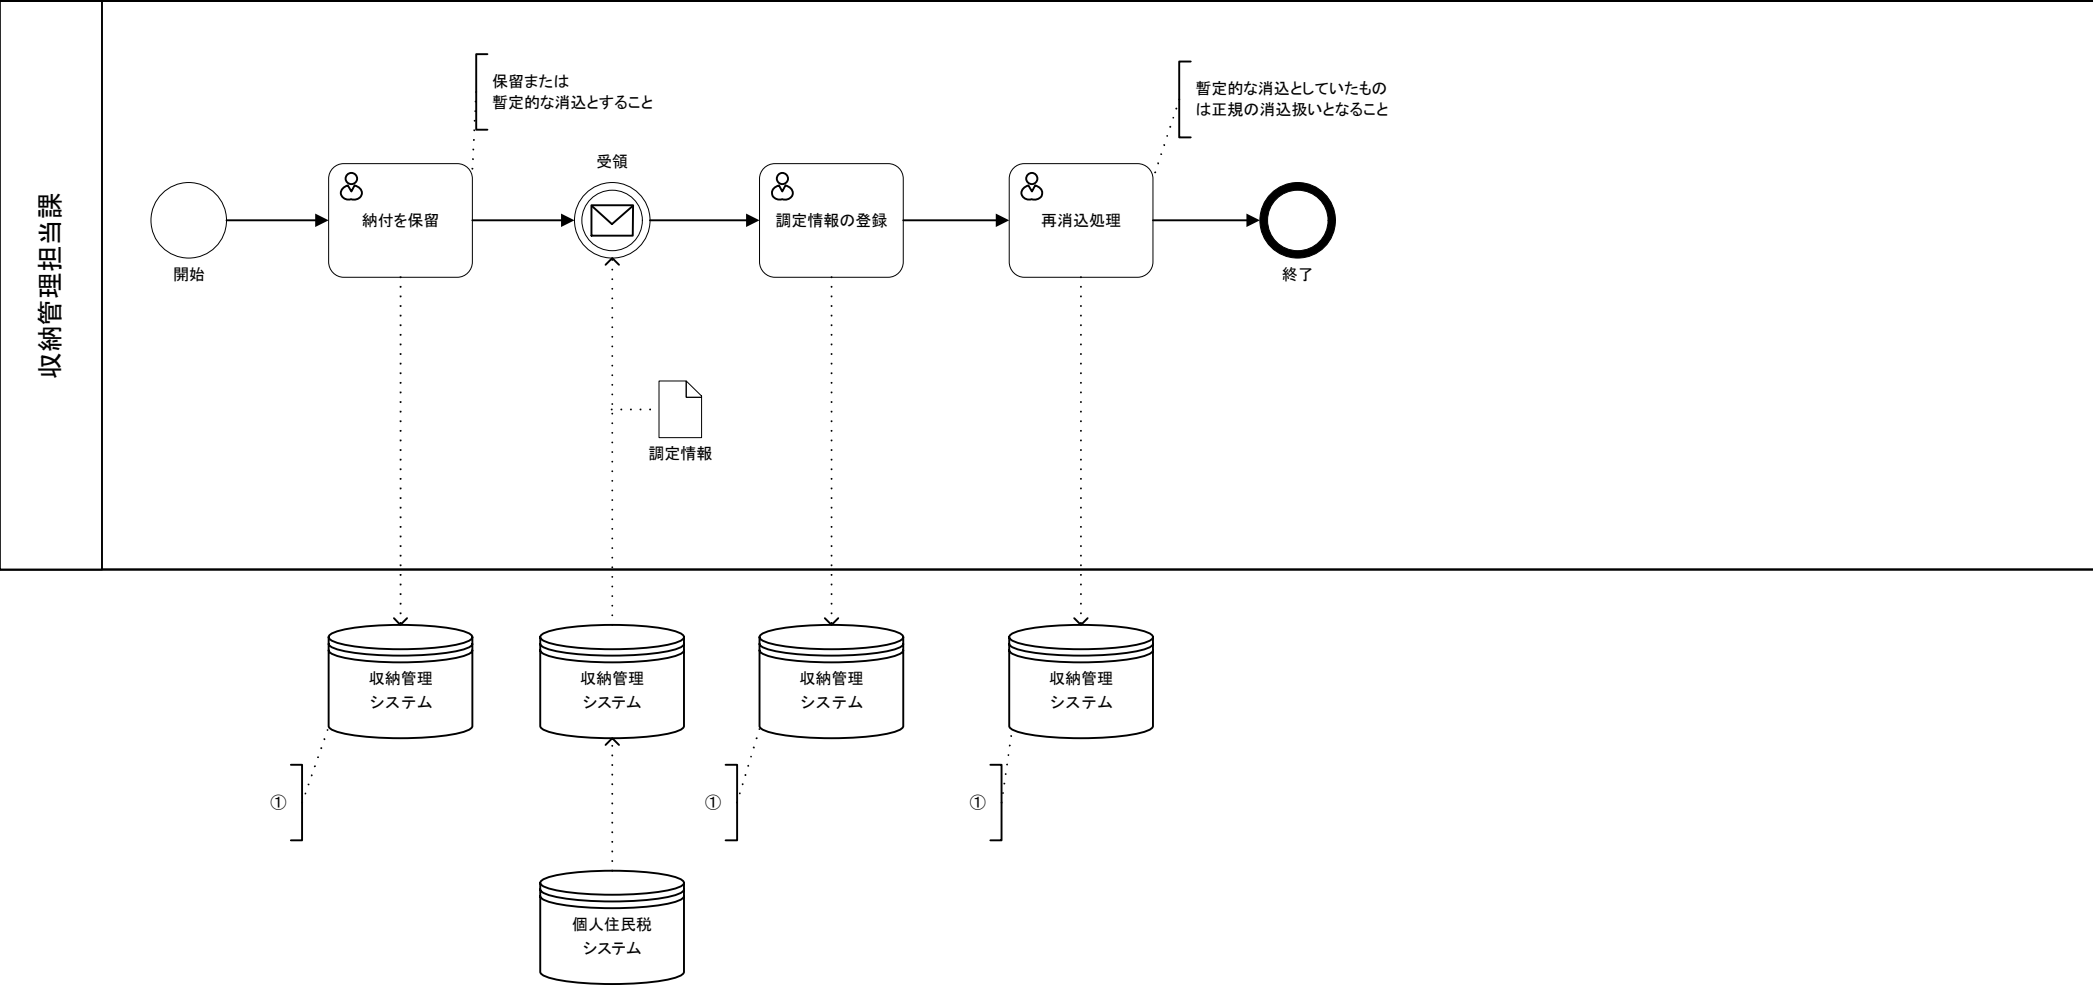 収納管理担当課
保留または
暫定的な消込とすること
暫定的な消込としていたもの
は正規の消込扱いとなること
受領
納付を保留
調定情報の登録
再消込処理
開始
終了
調定情報
収納管理
システム
収納管理
システム
収納管理
システム
収納管理
システム
①
①
①
個人住民税
システム